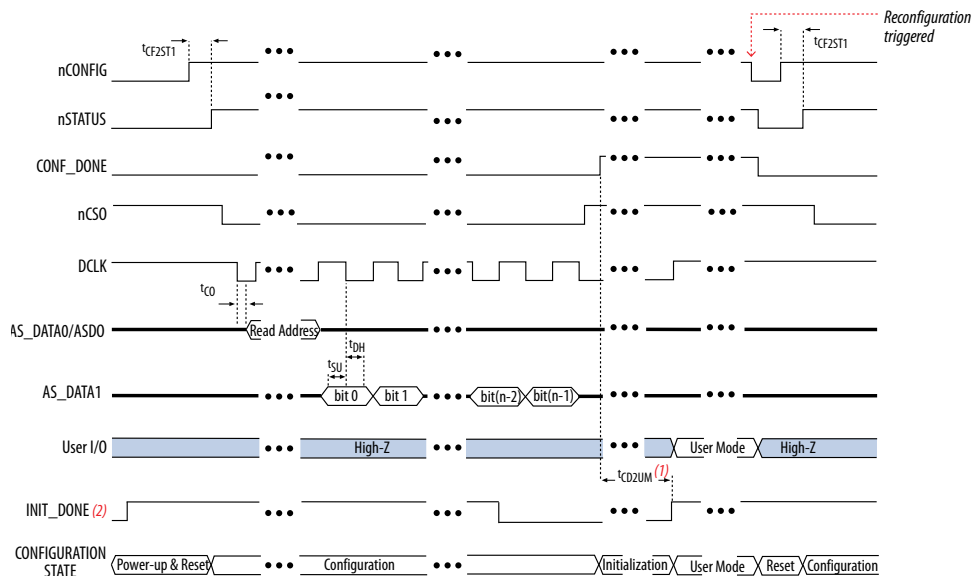 Reconfiguration
triggered
tCF2ST1
tCF2ST1
nCONFIG
nSTATUS
CONF_DONE
nCSO
DCLK
tCO
AS_DATA0/ASDO
Read Address
tSU
tDH
AS_DATA1
bit 0
bit 1
bit(n-2)
bit(n-1)
User I/O
High-Z
User Mode
High-Z
tCD2UM (1)
INIT_DONE (2)
CONFIGURATION
STATE
Power-up & Reset
Configuration
Initialization
User Mode
Reset
Configuration